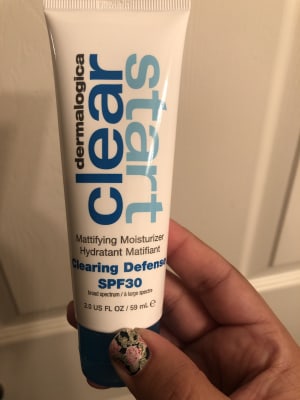 dermalogica
clear
start
Mattifying Moisturizer
Hydratant Matifiant
Clearing Defense
SPF30
broad spectrum / à large spectre
2.0 US FL OZ / 59 mL e